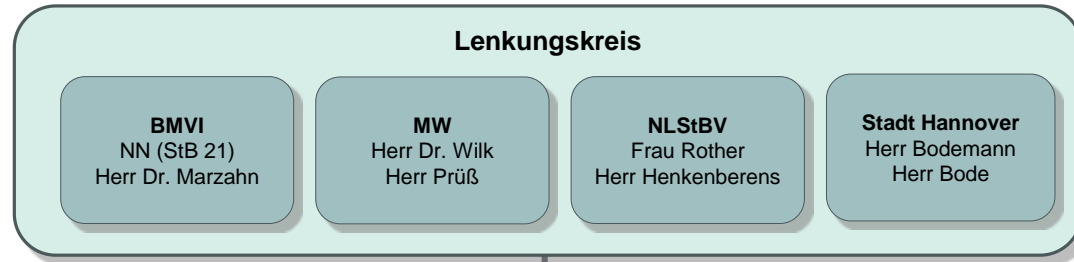 Lenkungskreis
BMVI
NN (StB 21)
Herr Dr. Marzahn
MW
Herr Dr. Wilk
Herr Prüß
NLStBV
Frau Rother
Herr Henkenberens
Stadt Hannover
Herr Bodemann
Herr Bode